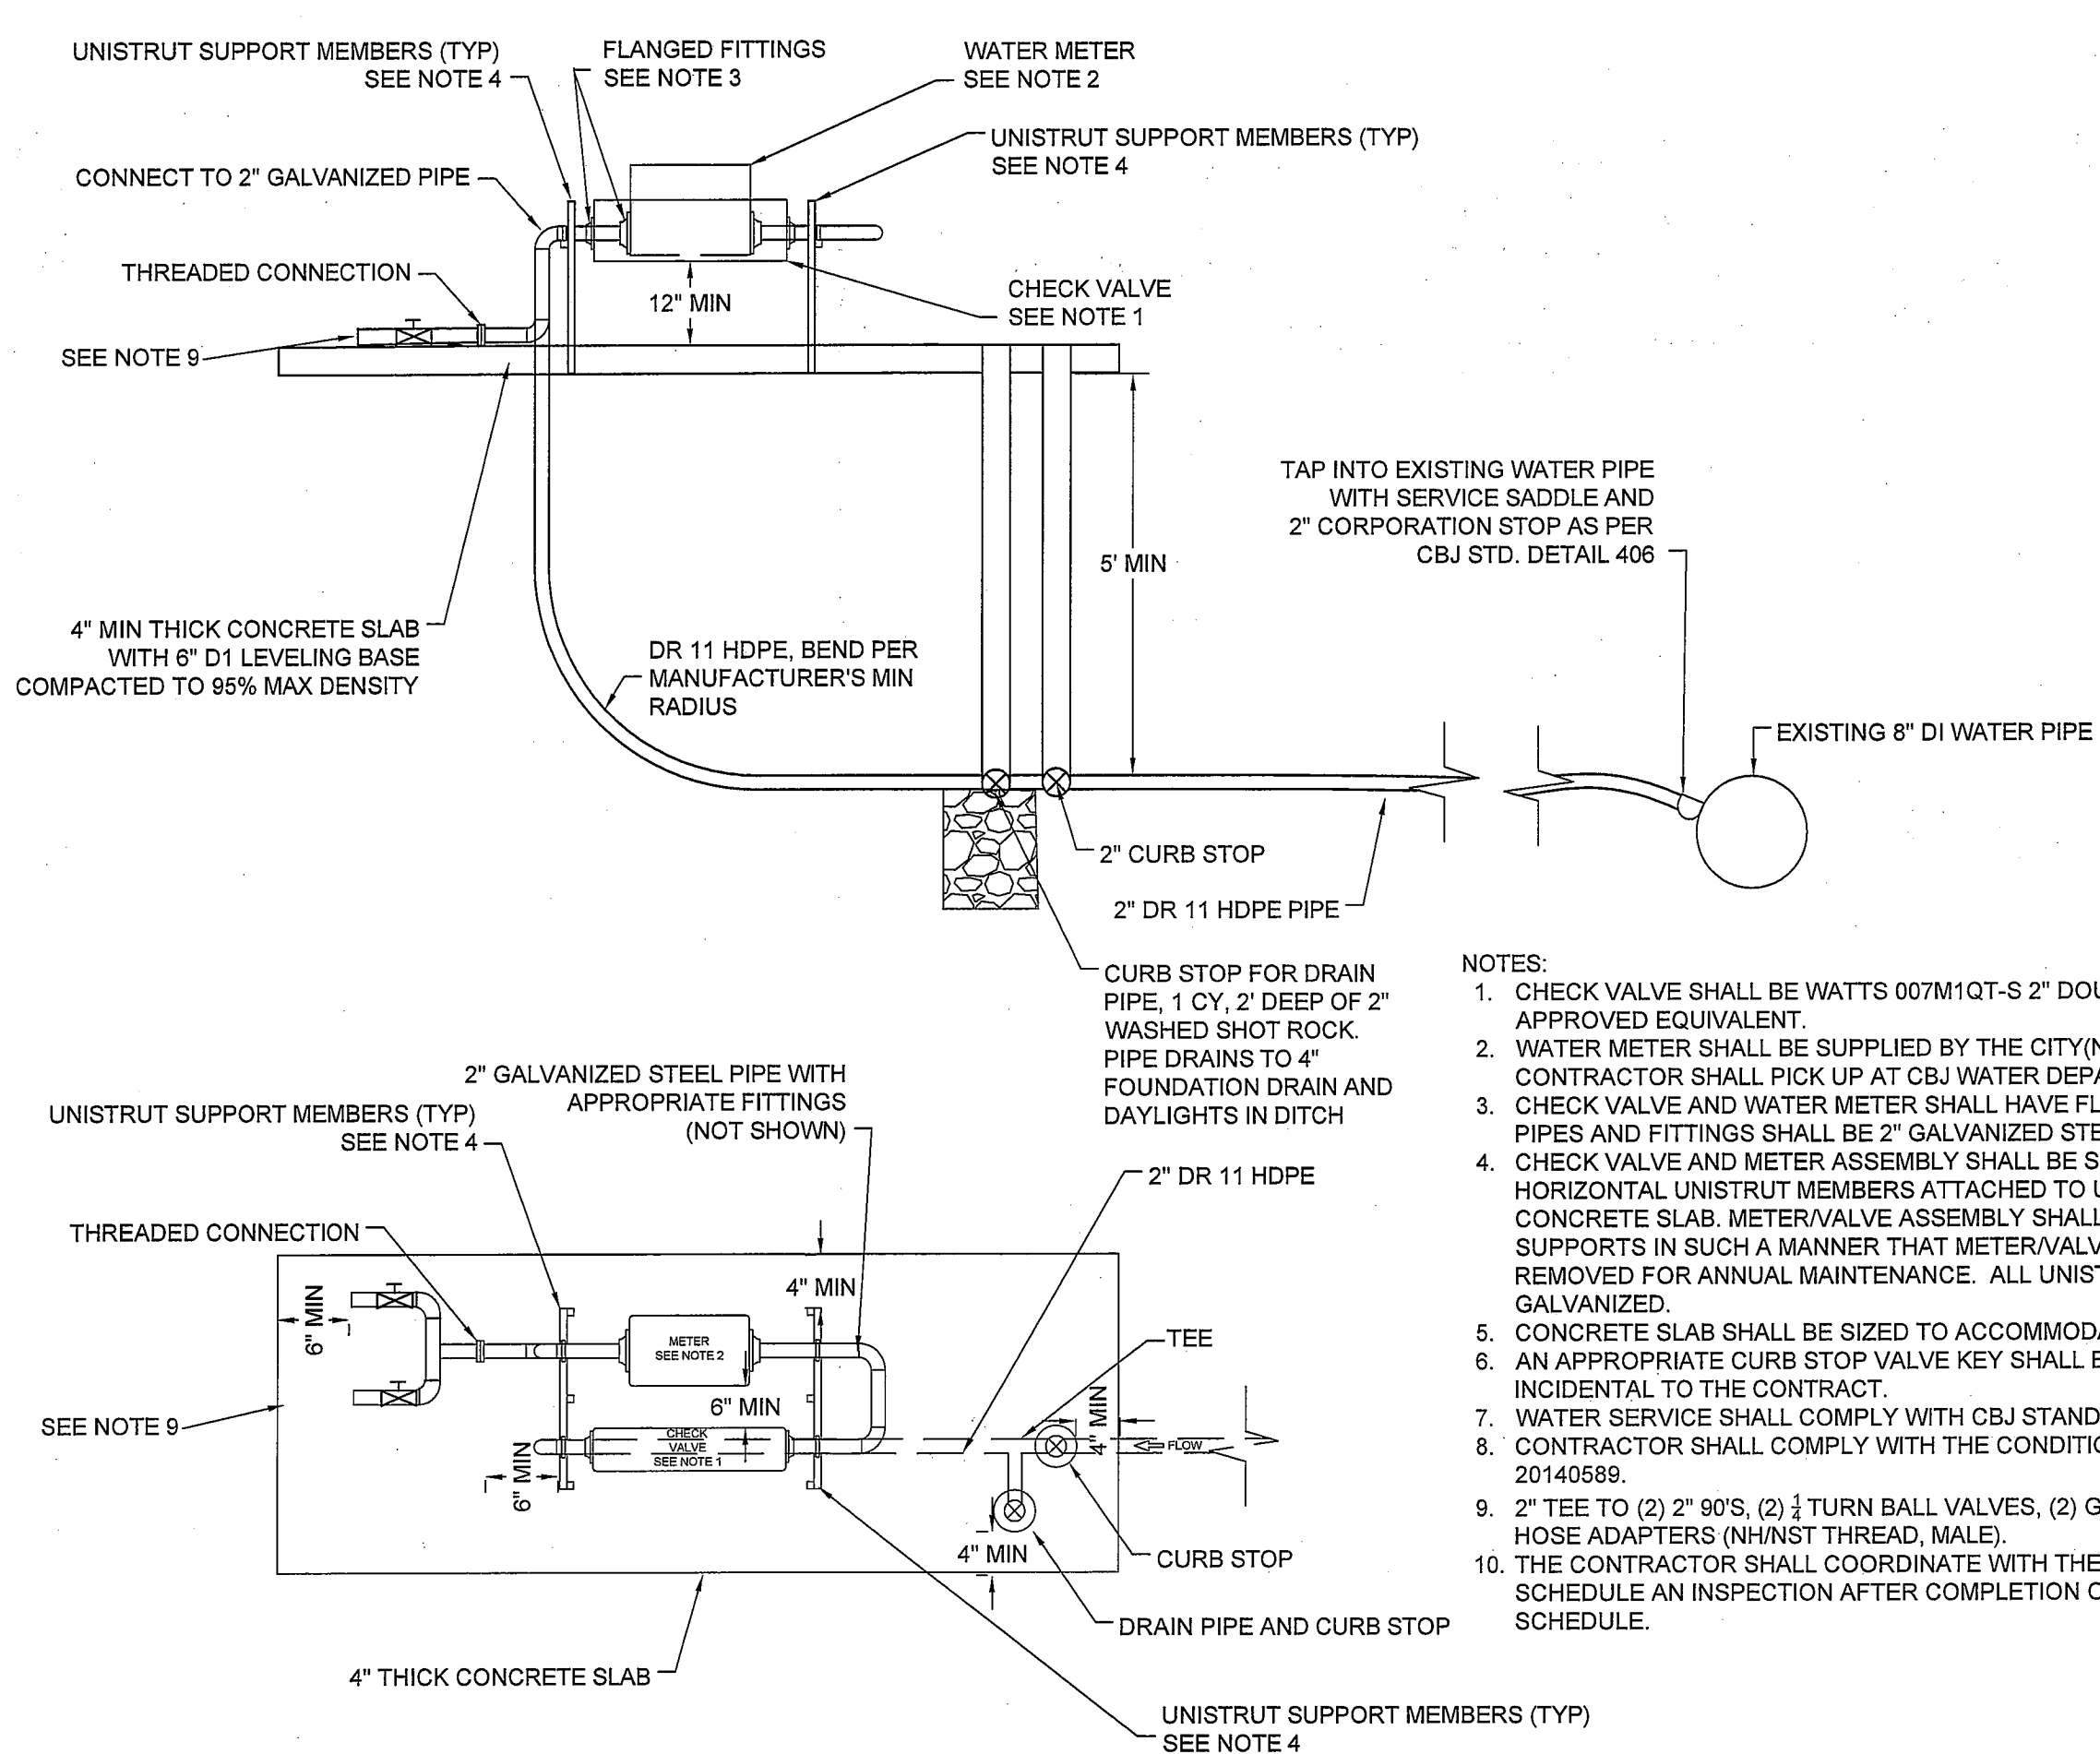 UNISTRUT SUPPORT MEMBERS (TYP)
SEE NOTE 4
FLANGED FITTINGS
SEE NOTE 3
WATER METER
SEE NOTE 2
UNISTRUT SUPPORT MEMBERS (TYP)
SEE NOTE 4
CONNECT TO 2" GALVANIZED PIPE
THREADED CONNECTION
12" MIN
CHECK VALVE
SEE NOTE 1
SEE NOTE 9
TAP INTO EXISTING WATER PIPE
WITH SERVICE SADDLE AND
2" CORPORATION STOP AS PER
CBJ STD. DETAIL 406
5' MIN
4" MIN THICK CONCRETE SLAB
WITH 6" D1 LEVELING BASE
COMPACTED TO 95% MAX DENSITY
DR 11 HDPE, BEND PER
MANUFACTURER'S MIN
RADIUS
EXISTING 8" DI WATER PIPE
2" CURB STOP
2" DR 11 HDPE PIPE
CURB STOP FOR DRAIN
PIPE, 1 CY, 2' DEEP OF 2"
WASHED SHOT ROCK.
PIPE DRAINS TO 4"
FOUNDATION DRAIN AND
DAYLIGHTS IN DITCH
2" GALVANIZED STEEL PIPE WITH
APPROPRIATE FITTINGS
(NOT SHOWN)
UNISTRUT SUPPORT MEMBERS (TYP)
SEE NOTE 4
2" DR 11 HDPE
THREADED CONNECTION
6" MIN
4" MIN
METER
SEE NOTE 2
TEE
6" MIN
4" MIN
SEE NOTE 9
CHECK
VALVE
SEE NOTE 1
FLOW
6" MIN
4" MIN
CURB STOP
DRAIN PIPE AND CURB STOP
4" THICK CONCRETE SLAB
UNISTRUT SUPPORT MEMBERS (TYP)
SEE NOTE 4
NOTES:
1. CHECK VALVE SHALL BE WATTS 007M1QT-S 2" DOU
APPROVED EQUIVALENT.
2. WATER METER SHALL BE SUPPLIED BY THE CITY(N
CONTRACTOR SHALL PICK UP AT CBJ WATER DEPA
3. CHECK VALVE AND WATER METER SHALL HAVE FL
PIPES AND FITTINGS SHALL BE 2" GALVANIZED STE
4. CHECK VALVE AND METER ASSEMBLY SHALL BE S
HORIZONTAL UNISTRUT MEMBERS ATTACHED TO U
CONCRETE SLAB. METER/VALVE ASSEMBLY SHALL
SUPPORTS IN SUCH A MANNER THAT METER/VALV
REMOVED FOR ANNUAL MAINTENANCE. ALL UNIST
GALVANIZED.
5. CONCRETE SLAB SHALL BE SIZED TO ACCOMMODA
6. AN APPROPRIATE CURB STOP VALVE KEY SHALL B
INCIDENTAL TO THE CONTRACT.
7. WATER SERVICE SHALL COMPLY WITH CBJ STAND
8. CONTRACTOR SHALL COMPLY WITH THE CONDITIO
20140589.
9. 2" TEE TO (2) 2" 90'S, (2) 1/4 TURN BALL VALVES, (2) G
HOSE ADAPTERS (NH/NST THREAD, MALE).
10. THE CONTRACTOR SHALL COORDINATE WITH THE
SCHEDULE AN INSPECTION AFTER COMPLETION O
SCHEDULE.